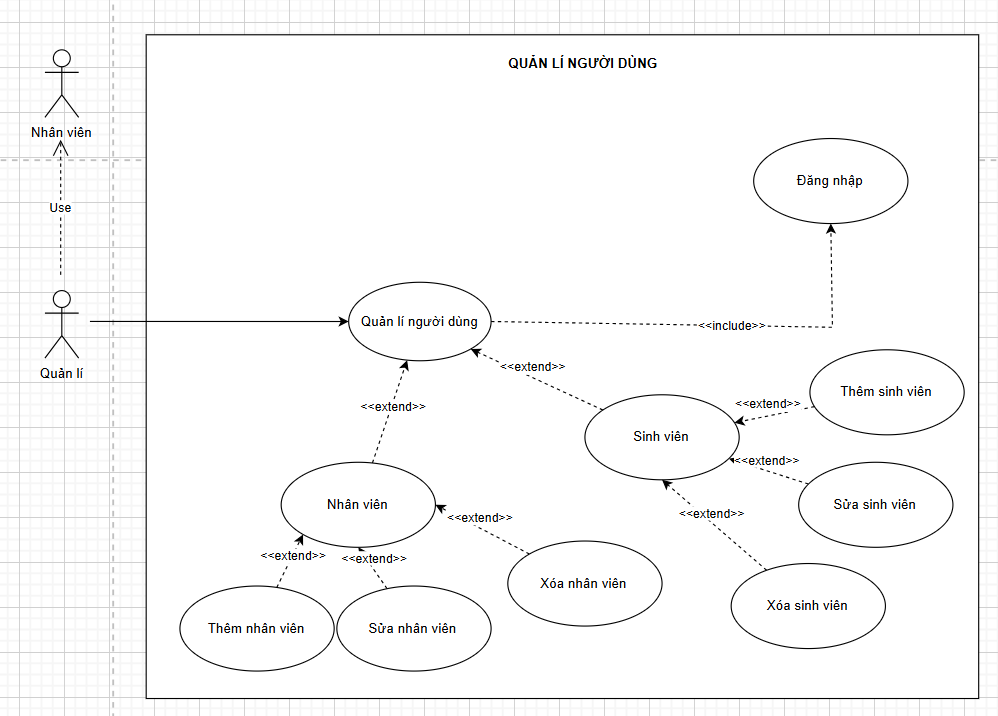 QUẢN LÍ NGƯỜI DÙNG
Nhân viên
Đăng nhập
Use
Quản lí người dùng
<<include>>
Quản lí
<<extend>>
<<extend>>
Thêm sinh viên
<<extend>>
Sinh viên
<<extend>>
Nhân viên
Sửa sinh viên
<<extend>>
<<extend>>
<<extend>>
<<extend>>
Xóa nhân viên
Xóa sinh viên
Thêm nhân viên
Sửa nhân viên